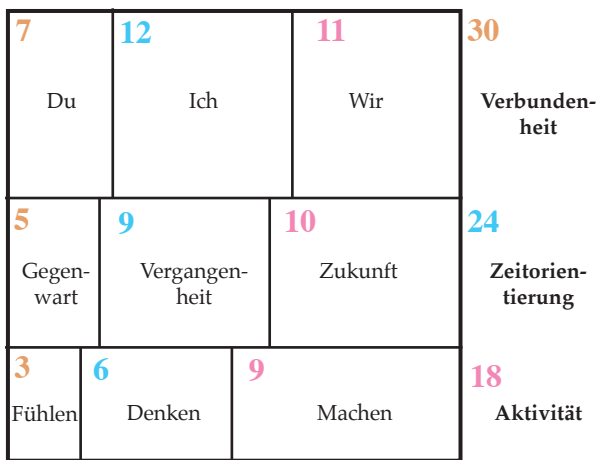 7 12 11 30
Du Ich Wir Verbunden-
heit
5 9 10 24
Gegen- Vergangen- Zukunft Zeitorien-
wart heit tierung
3 6 9 18
Fühlen Denken Machen Aktivität